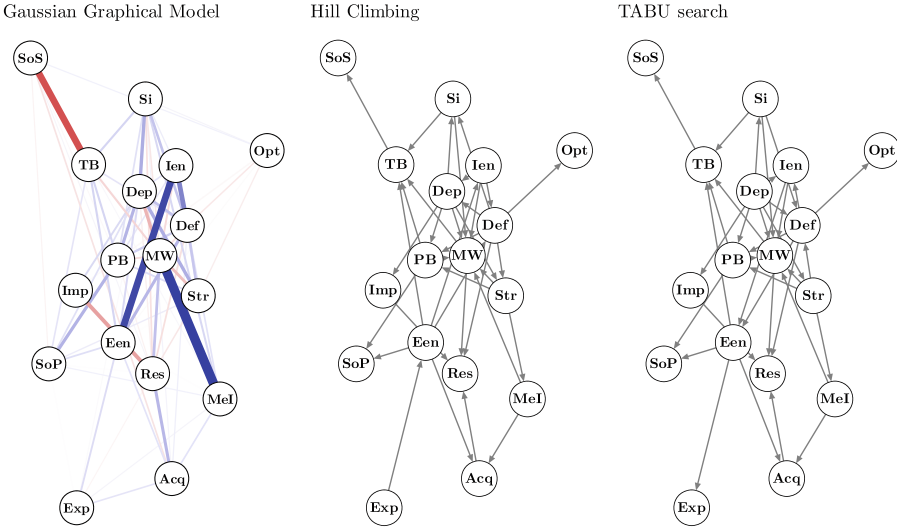 Gaussian Graphical Model
SoS
Si
Opt
TB
Ien
Dep
Def
MW
PB
Imp
Str
Een
SoP
Res
MeI
Acq
Exp
Hill Climbing
SoS
Si
Opt
TB
Ien
Dep
Def
MW
PB
Imp
Str
Een
SoP
Res
MeI
Acq
Exp
TABU search
SoS
Si
Opt
TB
Ien
Dep
Def
MW
PB
Imp
Str
Een
SoP
Res
MeI
Acq
Exp